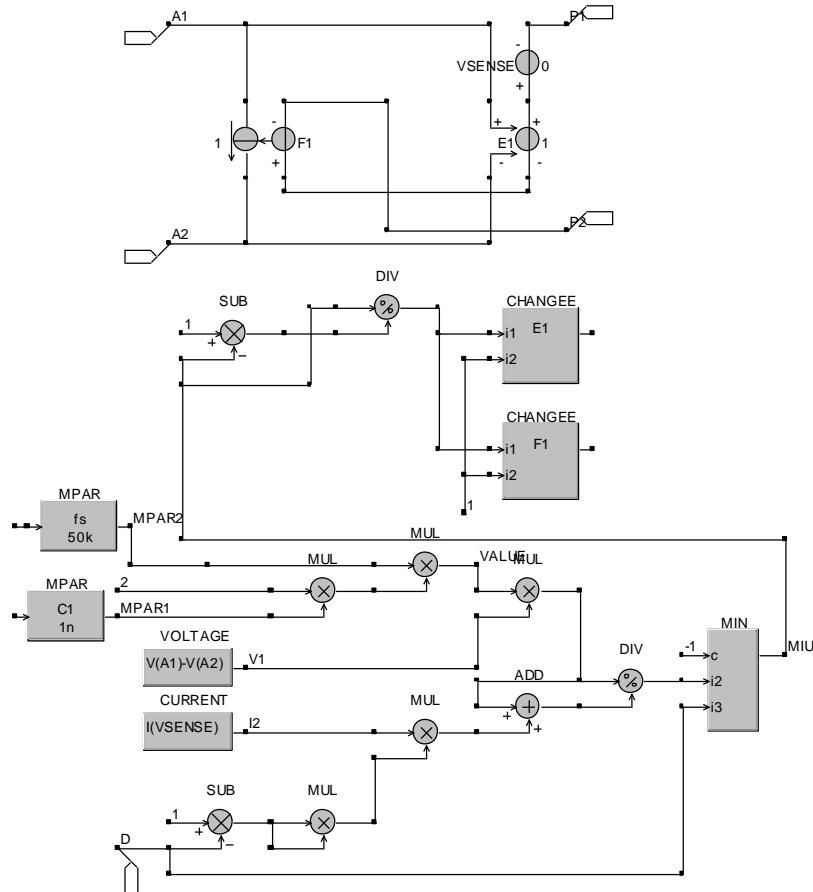 A1
P1
-
VSENSE
0
+
-
+
+
1
F1
E1
1
+
-
-
A2
P2
DIV
SUB
CHANGEE
1
%
i1
E1
+
-
i2
CHANGEE
i1
F1
i2
1
MPAR
fs
50k
MPAR2
MUL
MUL
VALUE
MUL
2
MPAR
C1
1n
MPAR1
MIN
VOLTAGE
V(A1)-V(A2)
V1
DIV
-1
c
MIU
CURRENT
I(VSENSE)
I2
MUL
ADD
%
i2
+
+
i3
SUB
MUL
1
+
-
D